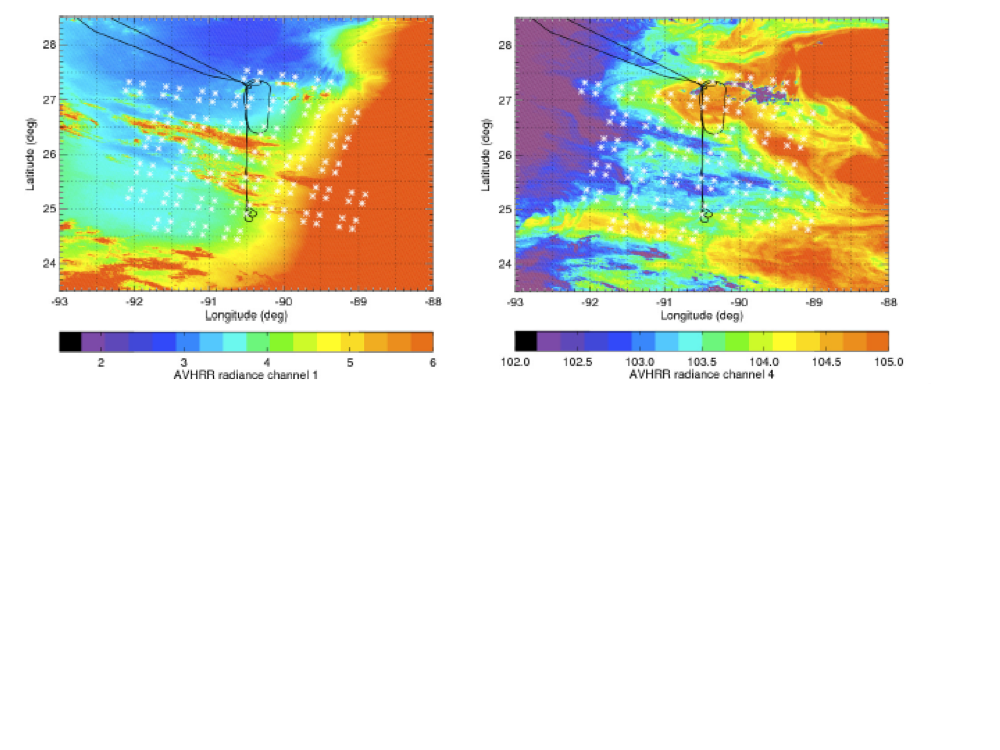 28
27
26
25
24
Latitude (deg)
-93 -92 -91 -90 -89 -88
Longitude (deg)
2 3 4 5 6
AVHRR radiance channel 1
28
27
26
25
24
Latitude (deg)
-93 -92 -91 -90 -89 -88
Longitude (deg)
102.0 102.5 103.0 103.5 104.0 104.5 105.0
AVHRR radiance channel 4